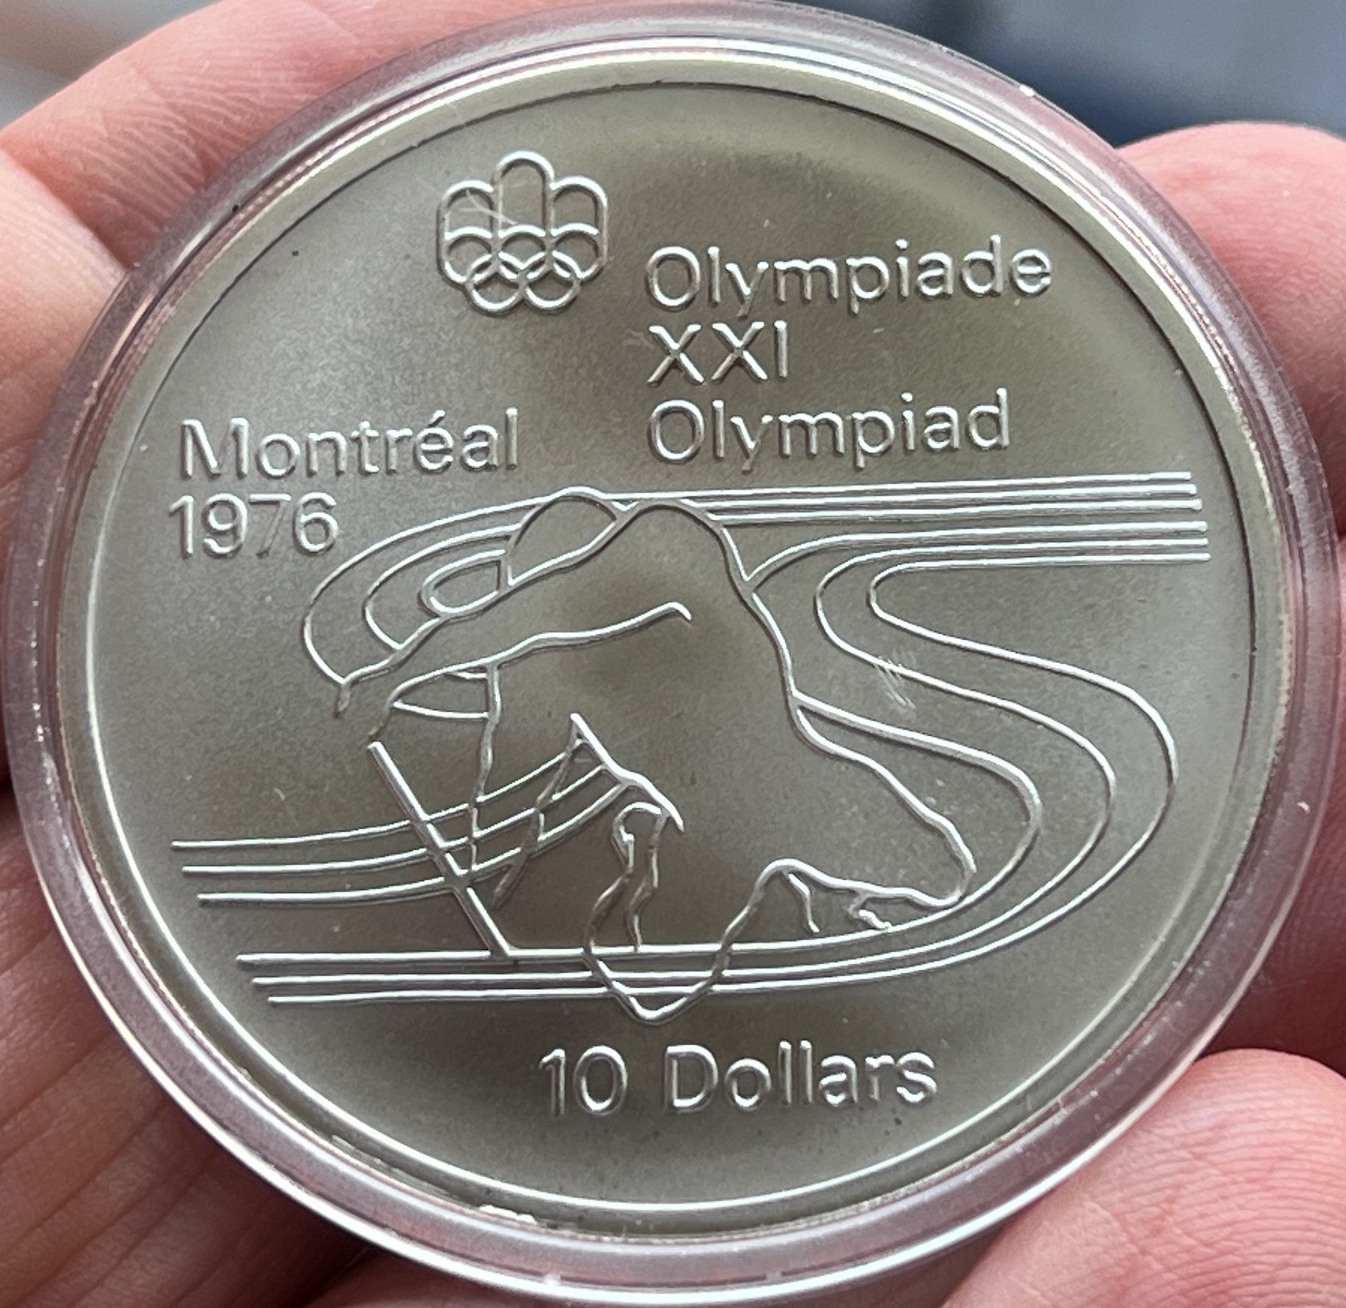 Olympiade
XXI
Olympiad
Montréal
1976
10 Dollars